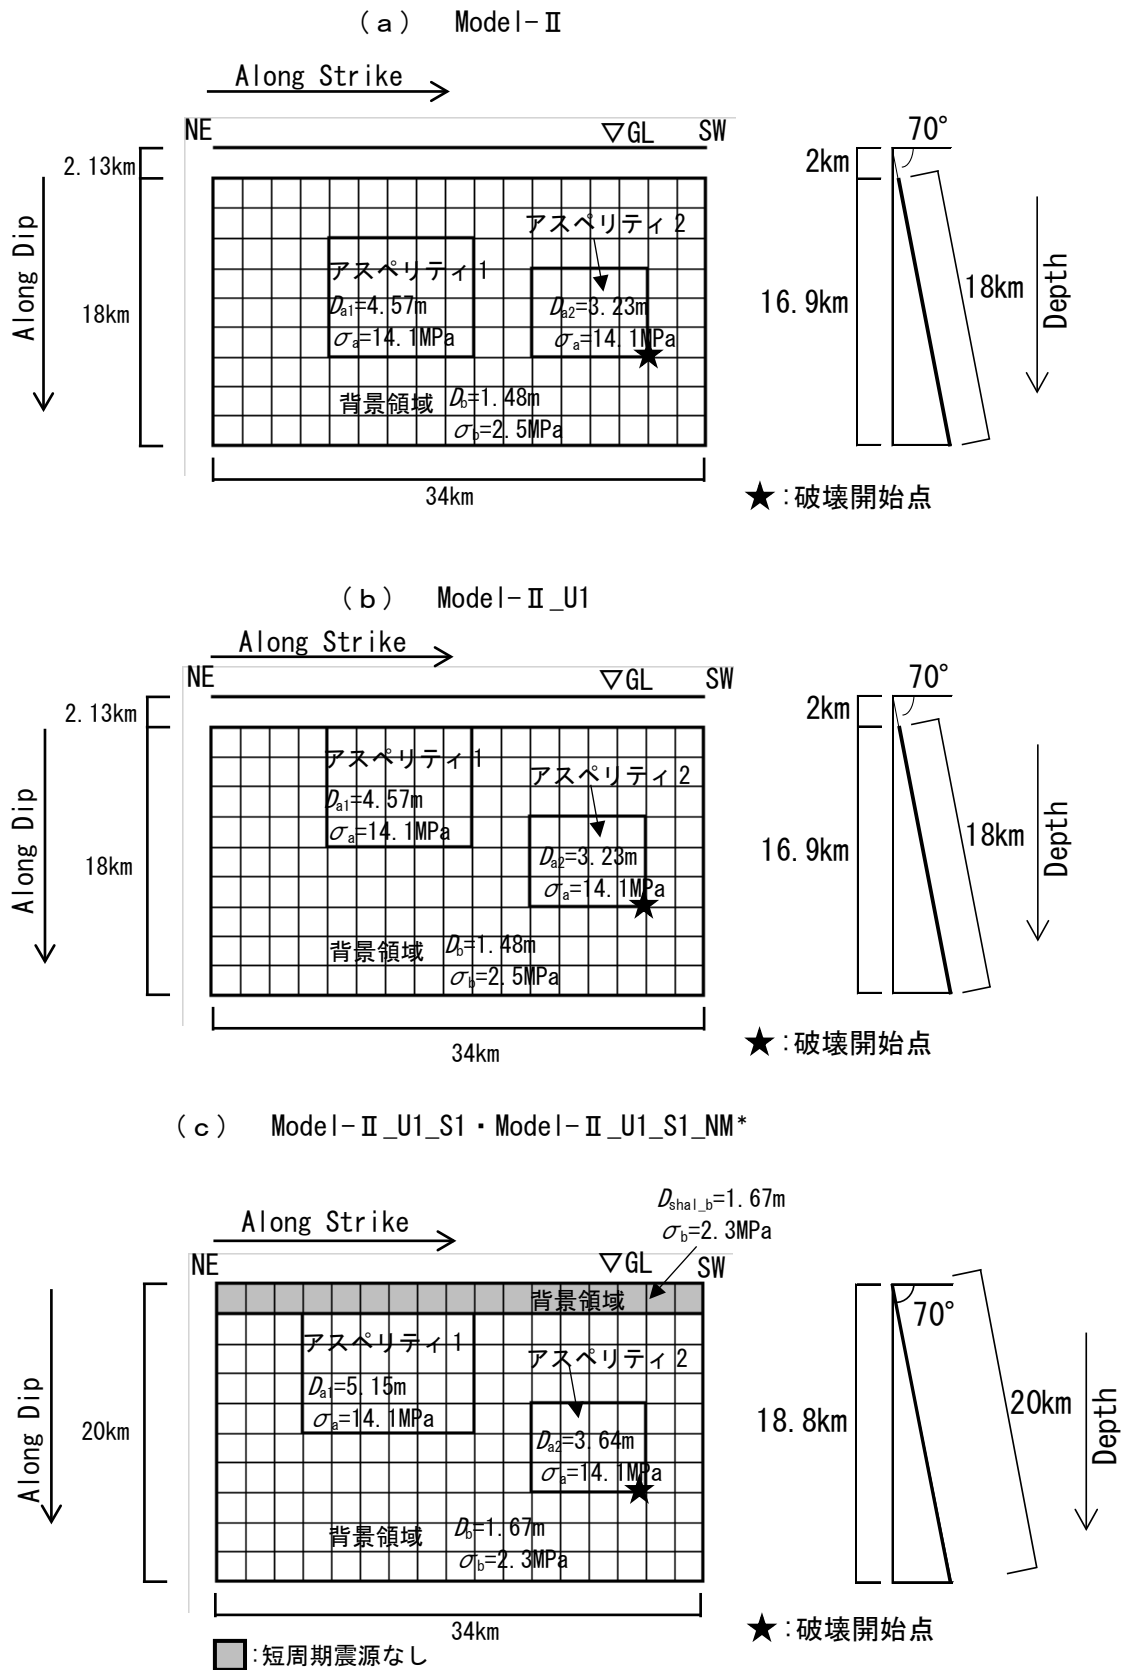 （a） Model-Ⅱ
Along Strike
NE
▽GL
SW
70°
2.13km
2km
Along Dip
18km
アスペリティ1
Da1=4.57m
σa=14.1MPa
アスペリティ2
Da2=3.23m
σa=14.1MPa
背景領域
Db=1.48m
σb=2.5MPa
16.9km
18km
Depth
34km
★:破壊開始点
（b） Model-Ⅱ_U1
Along Strike
NE
▽GL
SW
70°
2.13km
2km
Along Dip
18km
アスペリティ1
Da1=4.57m
σa=14.1MPa
アスペリティ2
Da2=3.23m
σa=14.1MPa
背景領域
Db=1.48m
σb=2.5MPa
16.9km
18km
Depth
34km
★:破壊開始点
（c） Model-Ⅱ_U1_S1・Model-Ⅱ_U1_S1_NM*
Dshal_b=1.67m
σb=2.3MPa
Along Strike
NE
▽GL
SW
70°
背景領域
Along Dip
20km
アスペリティ1
Da1=5.15m
σa=14.1MPa
アスペリティ2
Da2=3.64m
σa=14.1MPa
背景領域
Db=1.67m
σb=2.3MPa
18.8km
20km
Depth
34km
★:破壊開始点
:短周期震源なし